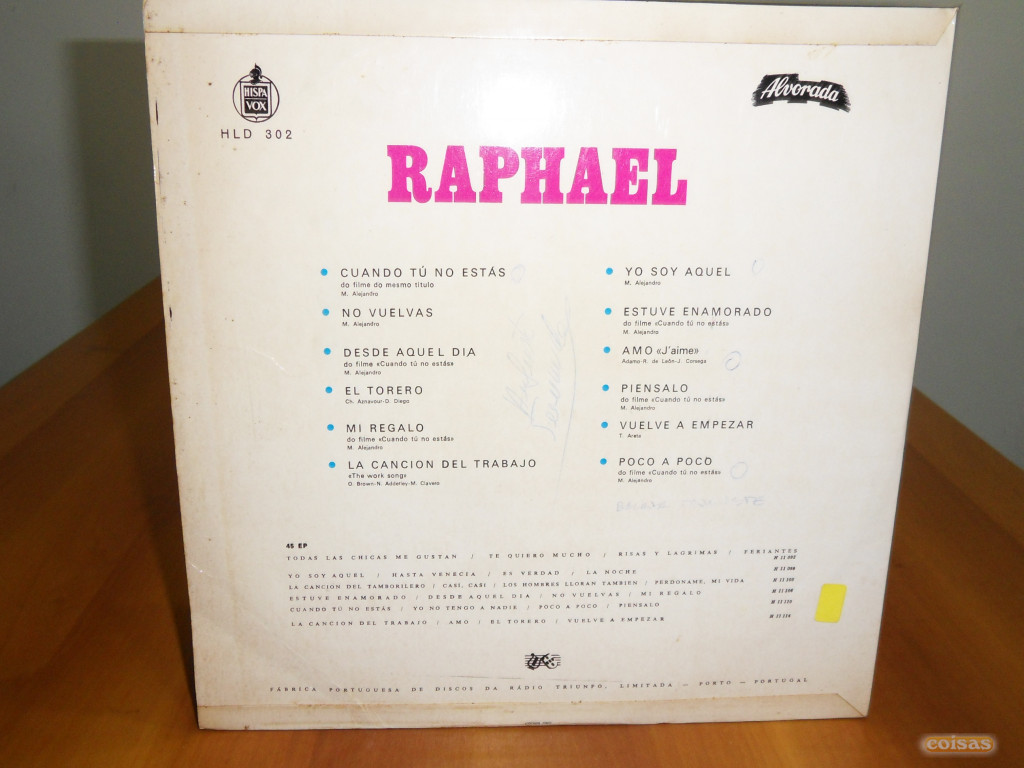 HISPA
VOX
HLD 302
Alvorada
RAPHAEL
CUANDO TÚ NO ESTÁS
do filme do mesmo título
M. Alejandro
NO VUELVAS
M. Alejandro
DESDE AQUEL DIA
do filme «Cuando tú no estás»
M. Alejandro
EL TORERO
Ch. Aznavour-D. Diego
MI REGALO
do filme «Cuando tú no estás»
M. Alejandro
LA CANCION DEL TRABAJO
«The work song»
O. Brown-N. Adderley-M. Clavero
YO SOY AQUEL
M. Alejandro
ESTUVE ENAMORADO
do filme «Cuando tú no estás»
M. Alejandro
AMO «J'aime»
Adamo-R. de León-J. Corsega
PIENSALO
do filme «Cuando tú no estás»
M. Alejandro
VUELVE A EMPEZAR
T. Areta
POCO A POCO
do filme «Cuando tú no estás»
M. Alejandro
45 EP
TODAS LAS CHICAS ME GUSTAN / TE QUIERO MUCHO / RISAS Y LAGRIMAS / FERIANTES
YO SOY AQUEL / HASTA VENECIA / ES VERDAD / LA NOCHE
LA CANCION DEL TAMBORILERO / CASI, CASI / LOS HOMBRES LLORAN TAMBIEN / PERDONAME, MI VIDA
ESTUVE ENAMORADO / DESDE AQUEL DIA / NO VUELVAS / MI REGALO
CUANDO TÚ NO ESTÁS / YO NO TENGO A NADIE / POCO A POCO / PIENSALO
LA CANCION DEL TRABAJO / AMO / EL TORERO / VUELVE A EMPEZAR
FÁBRICA PORTUGUESA DE DISCOS DA RÁDIO TRIUNFO, LIMITADA — PORTO — PORTUGAL
coisas